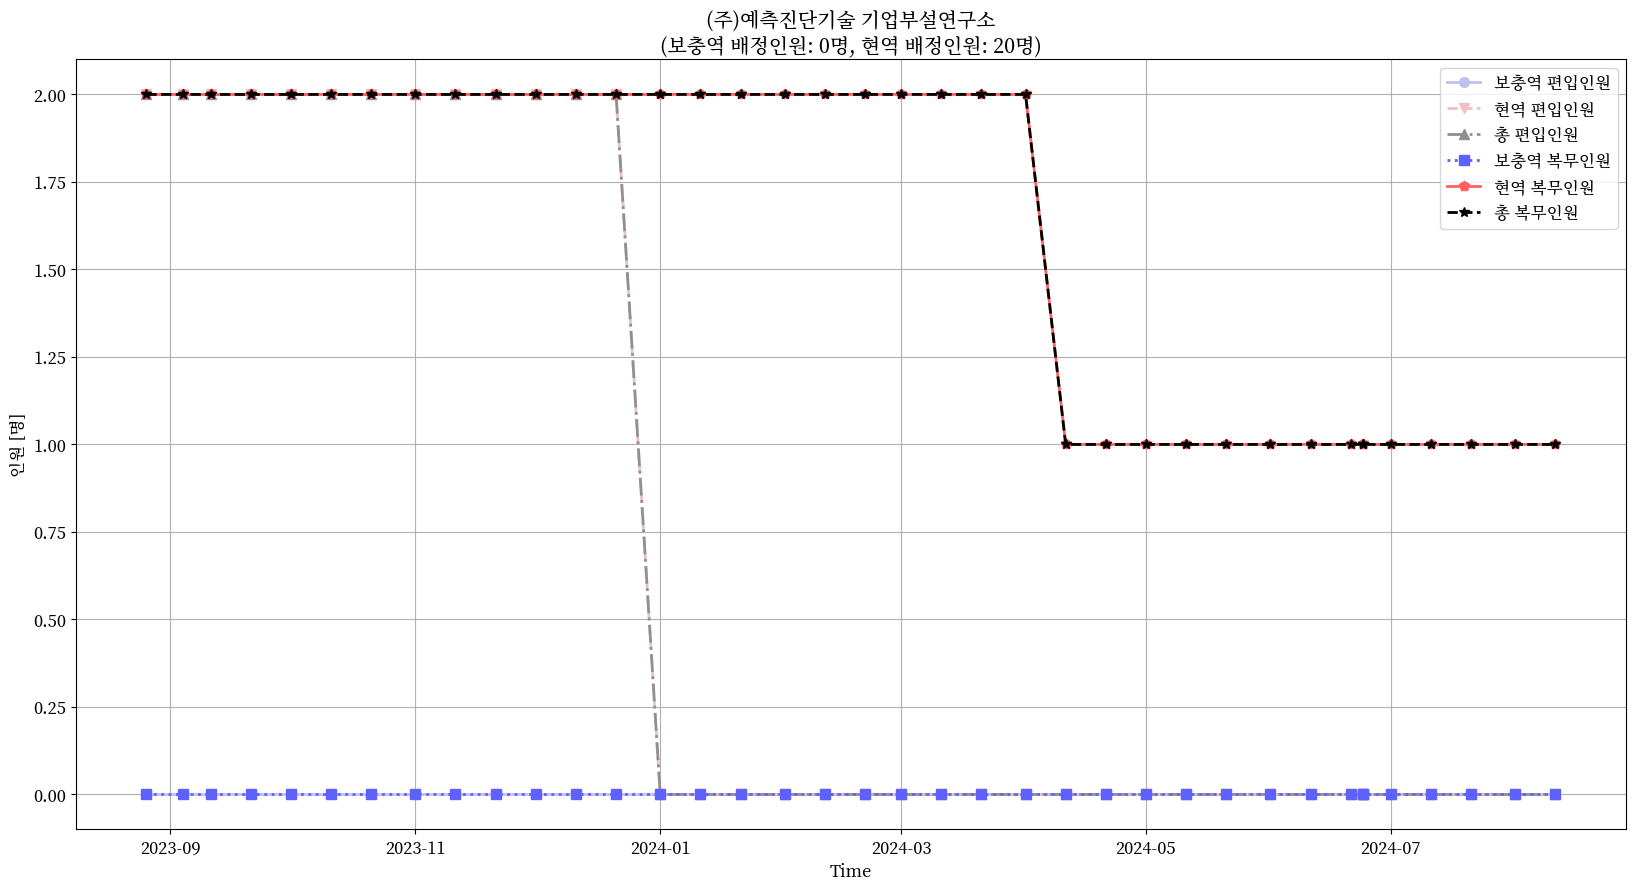 (주)예측진단기술 기업부설연구소
(보충역 배정인원: 0명, 현역 배정인원: 20명)
보충역 편입인원
현역 편입인원
총 편입인원
보충역 복무인원
현역 복무인원
총 복무인원
인원 [명]
2.00
1.75
1.50
1.25
1.00
0.75
0.50
0.25
0.00
2023-09
2023-11
2024-01
2024-03
2024-05
2024-07
Time